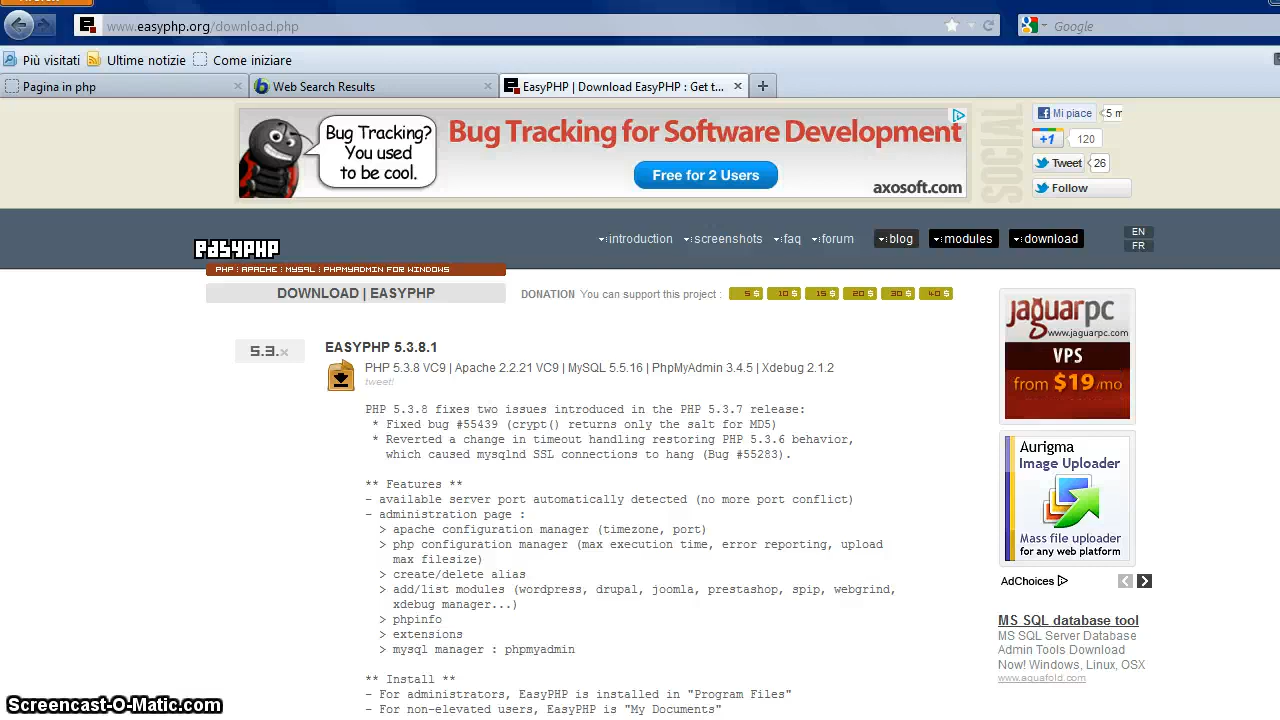 www.easyphp.org/download.php
Google
Più visitati
Ultime notizie
Come iniziare
Pagina in php
Web Search Results
EasyPHP | Download EasyPHP : Get t...
Bug Tracking?
You used
to be cool.
Bug Tracking for Software Development
Free for 2 Users
axosoft.com
SOCIAL
Mi piace
5 m
+1
120
Tweet
26
Follow
EASYPHP
introduction
screenshots
faq
forum
blog
modules
download
EN
FR
PHP : APACHE : MYSQL : PHPMYADMIN FOR WINDOWS
DOWNLOAD | EASYPHP
DONATION You can support this project :
5 $
10 $
15 $
20 $
30 $
40 $
5.3.x
EASYPHP 5.3.8.1
PHP 5.3.8 VC9 | Apache 2.2.21 VC9 | MySQL 5.5.16 | PhpMyAdmin 3.4.5 | Xdebug 2.1.2
tweet!
PHP 5.3.8 fixes two issues introduced in the PHP 5.3.7 release:
* Fixed bug #55439 (crypt() returns only the salt for MD5)
* Reverted a change in timeout handling restoring PHP 5.3.6 behavior,
which caused mysqlnd SSL connections to hang (Bug #55283).
** Features **
- available server port automatically detected (no more port conflict)
- administration page :
> apache configuration manager (timezone, port)
> php configuration manager (max execution time, error reporting, upload
max filesize)
> create/delete alias
> add/list modules (wordpress, drupal, joomla, prestashop, spip, webgrind,
xdebug manager...)
> phpinfo
> extensions
> mysql manager : phpmyadmin
** Install **
- For administrators, EasyPHP is installed in "Program Files"
- For non-elevated users, EasyPHP is "My Documents"
jaguarpc
www.jaguarpc.com
VPS
from $19/mo
Aurigma
Image Uploader
Mass file uploader
for any web platform
AdChoices
MS SQL database tool
MS SQL Server Database
Admin Tools Download
Now! Windows, Linux, OSX
www.aquafold.com
Screencast-O-Matic.com